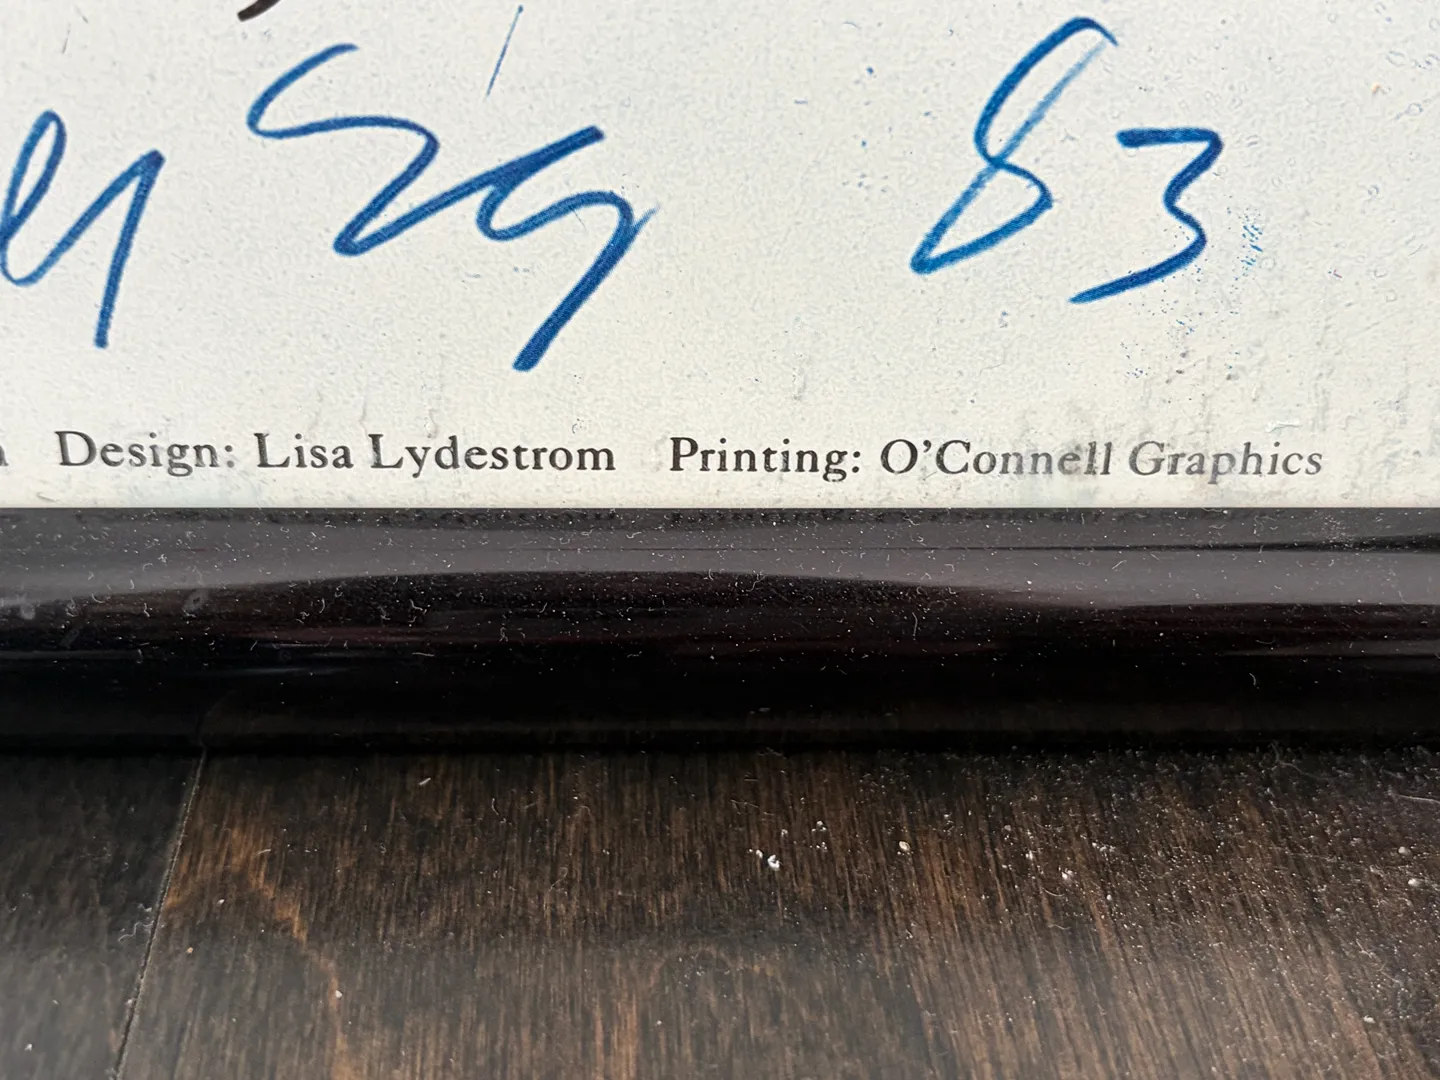 83
Design: Lisa Lydestrom Printing: O'Connell Graphics